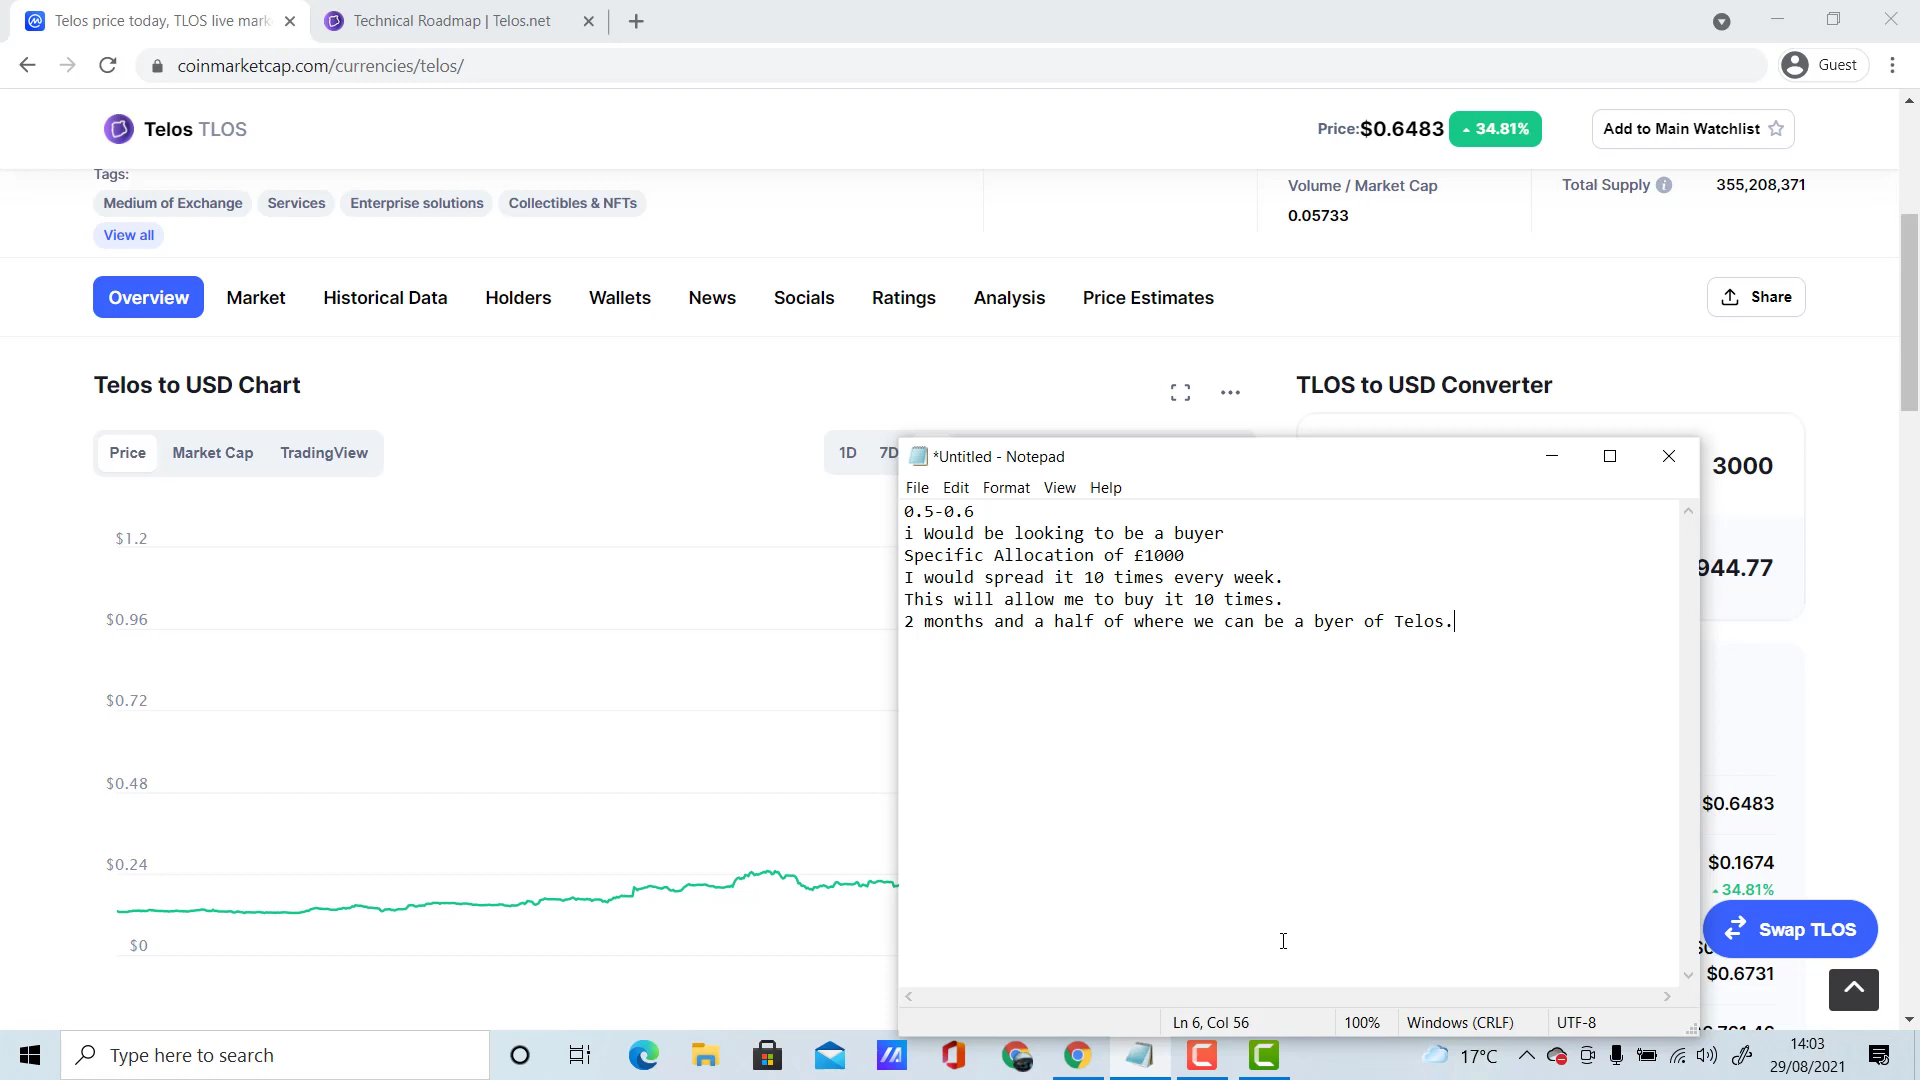 Telos price today, TLOS live mark
Technical Roadmap | Telos.net
coinmarketcap.com/currencies/telos/
Guest
Telos TLOS
Price:$0.6483
34.81%
Add to Main Watchlist
Tags:
Medium of Exchange
Services
Enterprise solutions
Collectibles & NFTs
View all
Volume / Market Cap
0.05733
Total Supply
355,208,371
Overview
Market
Historical Data
Holders
Wallets
News
Socials
Ratings
Analysis
Price Estimates
Share
Telos to USD Chart
TLOS to USD Converter
Price
Market Cap
TradingView
1D
7D
3000
944.77
$1.2
$0.96
$0.72
$0.48
$0.24
$0
*Untitled - Notepad
File Edit Format View Help
0.5-0.6
i Would be looking to be a buyer
Specific Allocation of £1000
I would spread it 10 times every week.
This will allow me to buy it 10 times.
2 months and a half of where we can be a byer of Telos.
Ln 6, Col 56
100%
Windows (CRLF)
UTF-8
$0.6483
$0.1674
34.81%
Swap TLOS
$0.6731
Type here to search
17°C
14:03
29/08/2021